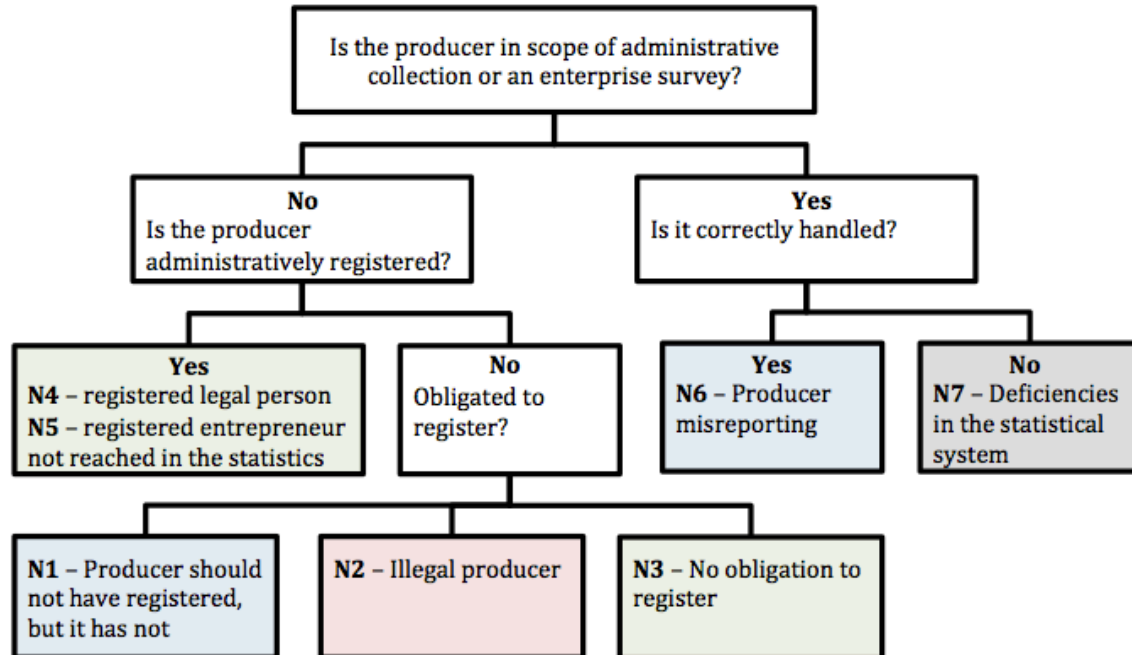 Is the producer in scope of administrative
collection or an enterprise survey?
No
Is the producer
administratively registered?
Yes
Is it correctly handled?
Yes
N4 – registered legal person
N5 – registered entrepreneur
not reached in the statistics
No
Obligated to
register?
Yes
N6 – Producer
misreporting
No
N7 – Deficiencies
in the statistical
system
N1 – Producer should
not have registered,
but it has not
N2 – Illegal producer
N3 – No obligation to
register